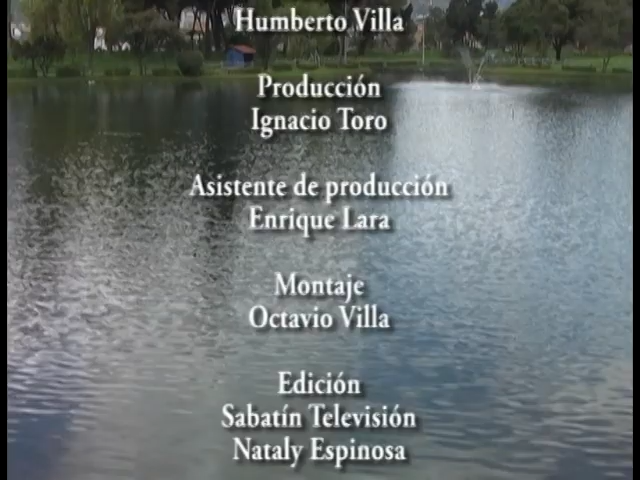 Humberto Villa
Producción
Ignacio Toro
Asistente de producción
Enrique Lara
Montaje
Octavio Villa
Edición
Sabatín Televisión
Nataly Espinosa